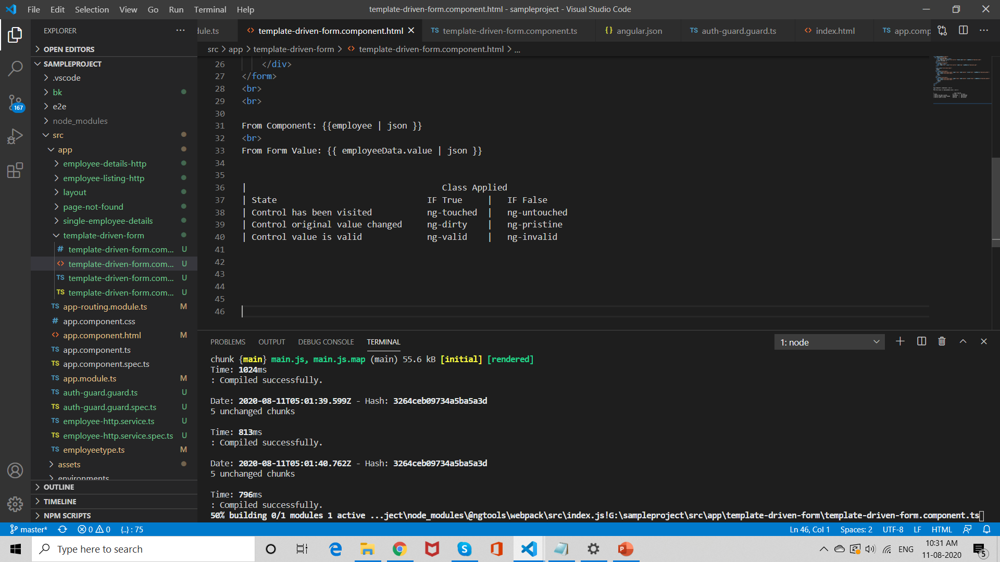 File Edit Selection View Go Run Terminal Help
template-driven-form.component.html - sampleproject - Visual Studio Code
EXPLORER
dule.ts
template-driven-form.component.html
TS template-driven-form.component.ts
{} angular.json
TS auth-guard.guard.ts
index.html
TS app.comp
src > app > template-driven-form > template-driven-form.component.html > ...
OPEN EDITORS
SAMPLEPROJECT
.vscode
bk
e2e
node_modules
src
app
employee-details-http
employee-listing-http
layout
page-not-found
single-employee-details
template-driven-form
# template-driven-form.com... U
template-driven-form.com... U
TS template-driven-form.com... U
TS template-driven-form.com... U
TS app-routing.module.ts M
# app.component.css
app.component.html M
TS app.component.ts
TS app.component.spec.ts
TS app.module.ts M
TS auth-guard.guard.ts U
TS auth-guard.guard.spec.ts U
TS employee-http.service.ts U
TS employee-http.service.spec.ts U
TS employeetype.ts M
assets
environments
OUTLINE
TIMELINE
NPM SCRIPTS
167
26 </div>
27 </form>
28 <br>
29 <br>
30
31 From Component: {{employee | json }}
32 <br>
33 From Form Value: {{ employeeData.value | json }}
34
35
36 | Class Applied
37 | State IF True | IF False
38 | Control has been visited ng-touched | ng-untouched
39 | Control original value changed ng-dirty | ng-pristine
40 | Control value is valid ng-valid | ng-invalid
41
42
43
44
45
46
PROBLEMS OUTPUT DEBUG CONSOLE TERMINAL
1: node
chunk {main} main.js, main.js.map (main) 55.6 kB [initial] [rendered]
Time: 1024ms
: Compiled successfully.
Date: 2020-08-11T05:01:39.599Z - Hash: 3264ceb09734a5ba5a3d
5 unchanged chunks
Time: 813ms
: Compiled successfully.
Date: 2020-08-11T05:01:40.762Z - Hash: 3264ceb09734a5ba5a3d
5 unchanged chunks
Time: 796ms
: Compiled successfully.
50% building 0/1 modules 1 active ...ject\node_modules\@ngtools\webpack\src\index.js!G:\sampleproject\src\app\template-driven-form\template-driven-form.component.ts
master* 0 0 {..} : 75
Ln 46, Col 1 Spaces: 2 UTF-8 LF HTML
Type here to search
ENG
10:31 AM
11-08-2020
5